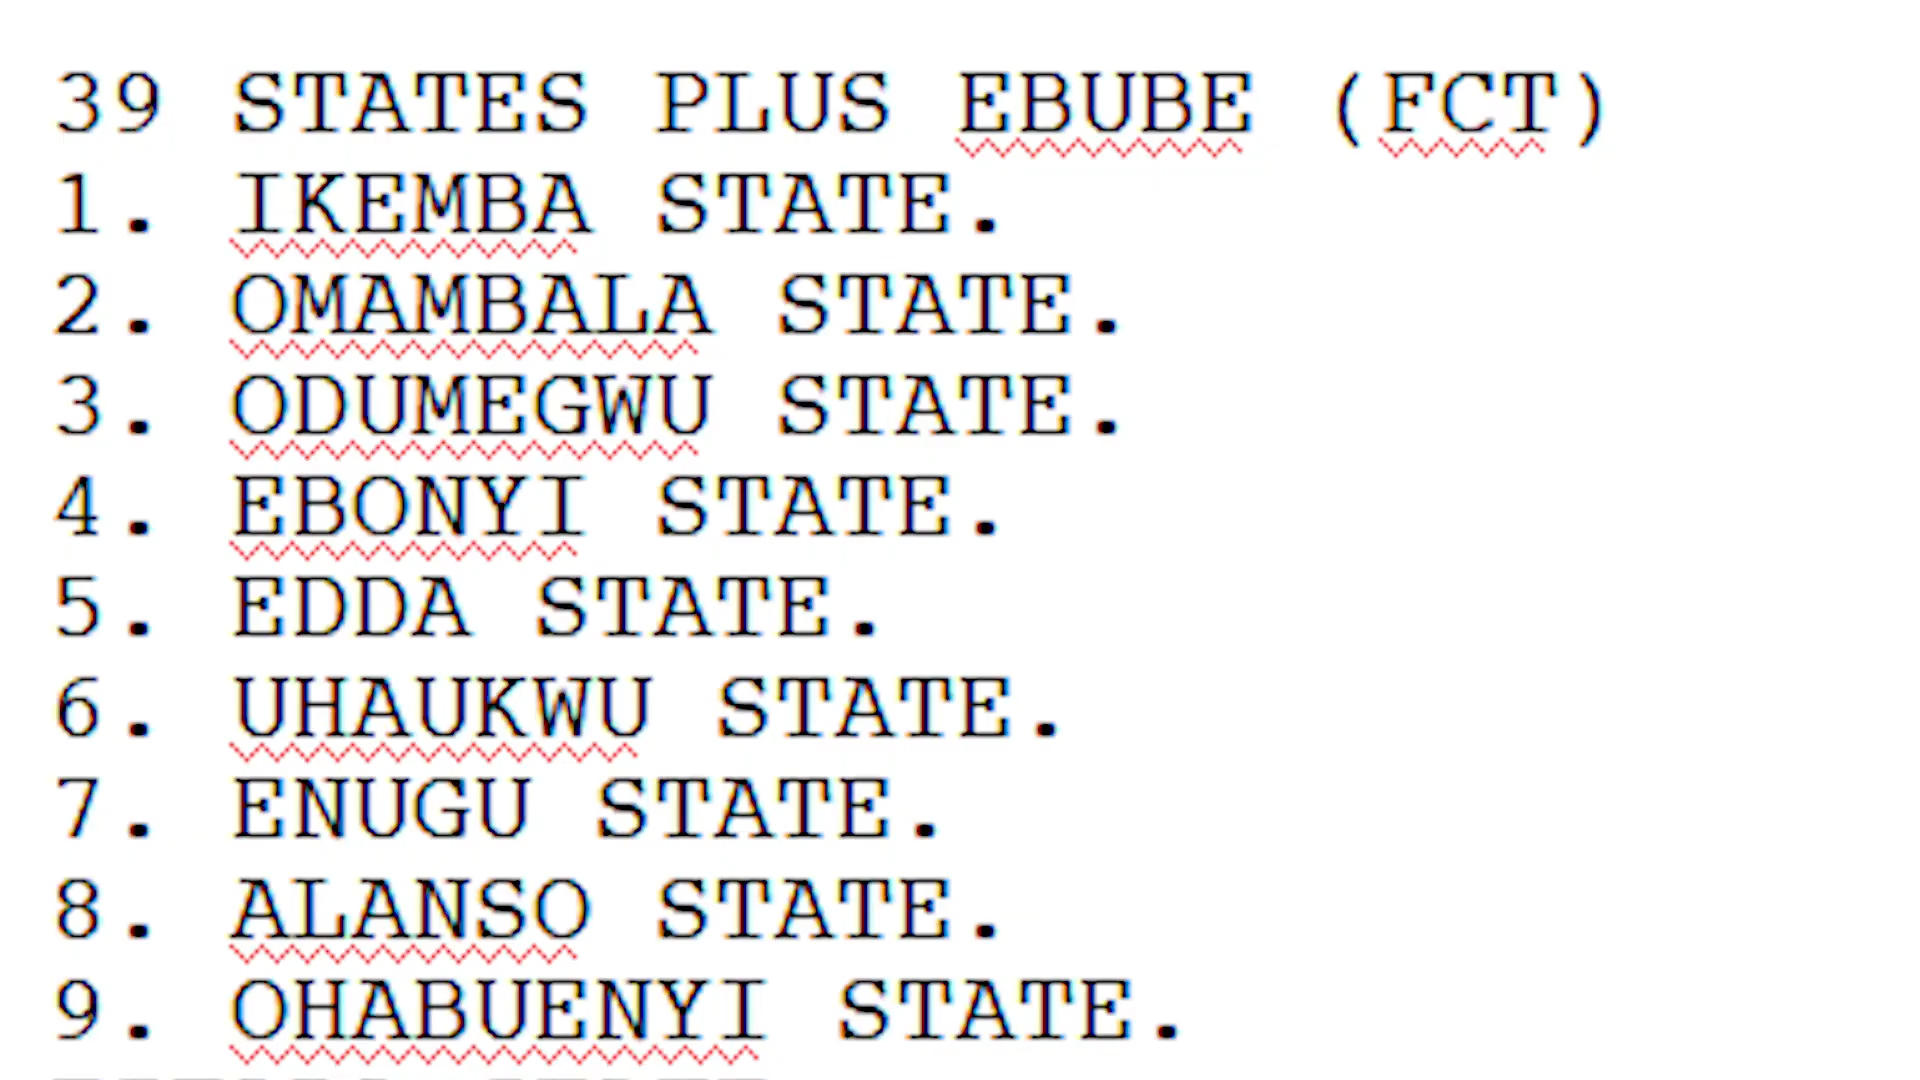 39 STATES PLUS EBUBE (FCT)
1. IKEMBA STATE.
2. OMAMBALA STATE.
3. ODUMEGWU STATE.
4. EBONYI STATE.
5. EDDA STATE.
6. UHAUKWU STATE.
7. ENUGU STATE.
8. ALANSO STATE.
9. OHABUENYI STATE.